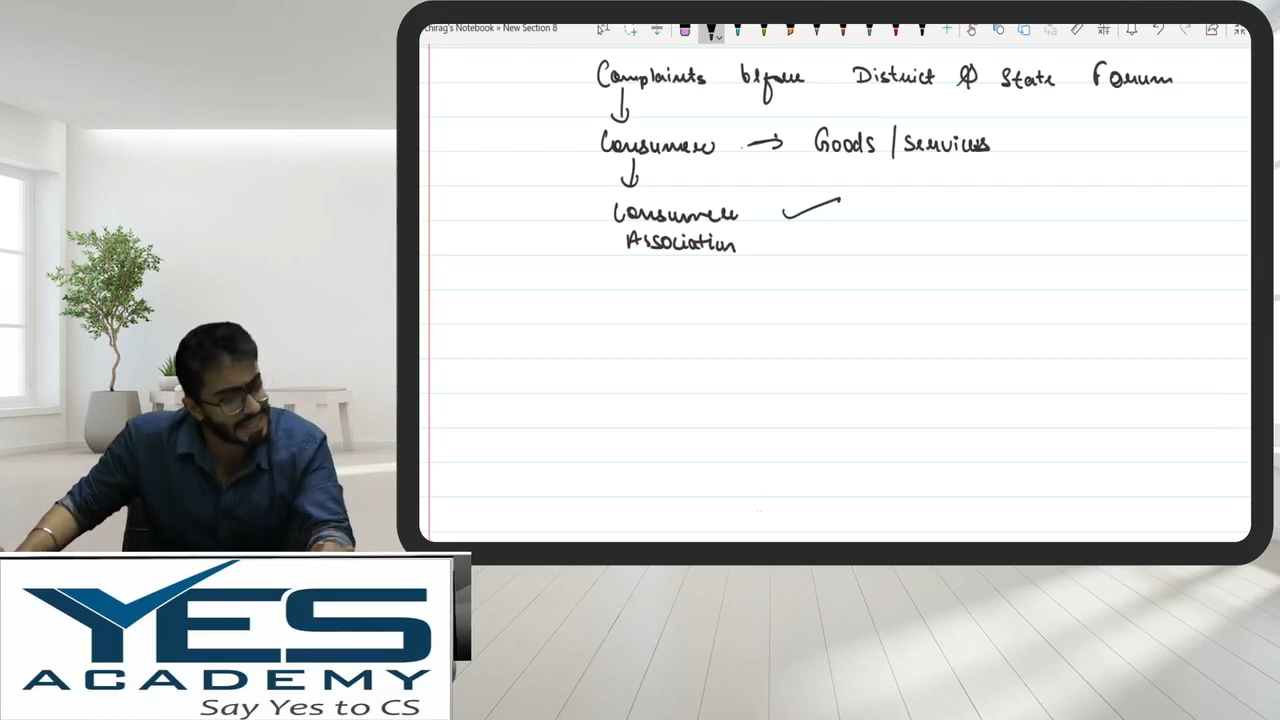 chirag's Notebook » New Section 8
Complaints before District & State Forum
Consumer → Goods / Services
Consumer ✓
Association
YES
ACADEMY
Say Yes to CS